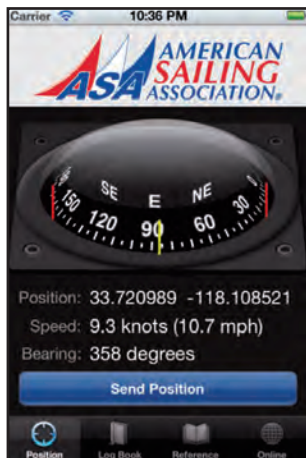 Carrier 10:36 PM
ASA AMERICAN
SAILING
ASSOCIATION®
SE E NE
150 120 90 60 30
Position: 33.720989 -118.108521
Speed: 9.3 knots (10.7 mph)
Bearing: 358 degrees
Send Position
Position Log Book Reference Online